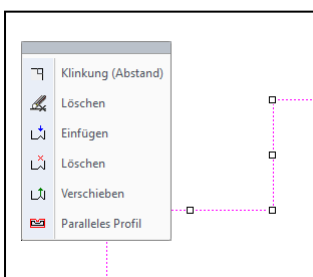 Klinkung (Abstand)
Löschen
Einfügen
Löschen
Verschieben
Paralleles Profil